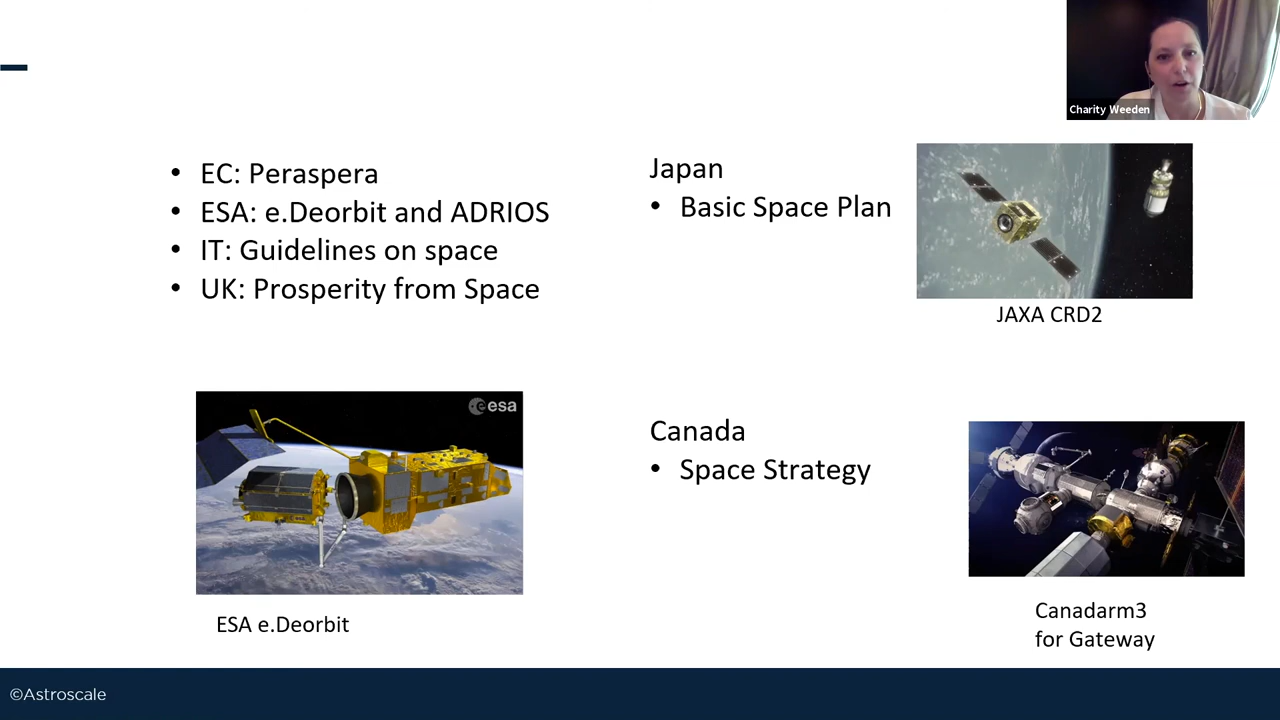 Charity Weeden
• EC: Peraspera
• ESA: e.Deorbit and ADRIOS
• IT: Guidelines on space
• UK: Prosperity from Space
Japan
• Basic Space Plan
JAXA CRD2
esa
ESA e.Deorbit
Canada
• Space Strategy
Canadarm3
for Gateway
©Astroscale